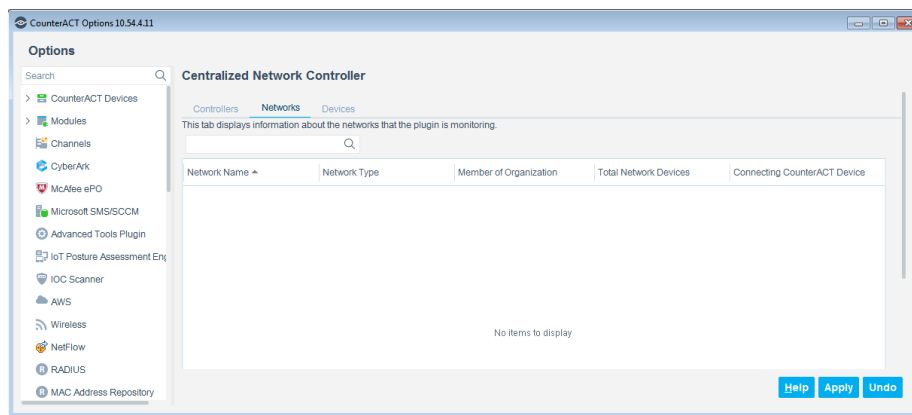 CounterACT Options 10.54.4.11
Options
Search
CounterACT Devices
Modules
Channels
CyberArk
McAfee ePO
Microsoft SMS/SCCM
Advanced Tools Plugin
IoT Posture Assessment Eng
IOC Scanner
AWS
Wireless
NetFlow
RADIUS
MAC Address Repository
Centralized Network Controller
Controllers Networks Devices
This tab displays information about the networks that the plugin is monitoring.
Network Name Network Type Member of Organization Total Network Devices Connecting CounterACT Device
No items to display
Help Apply Undo